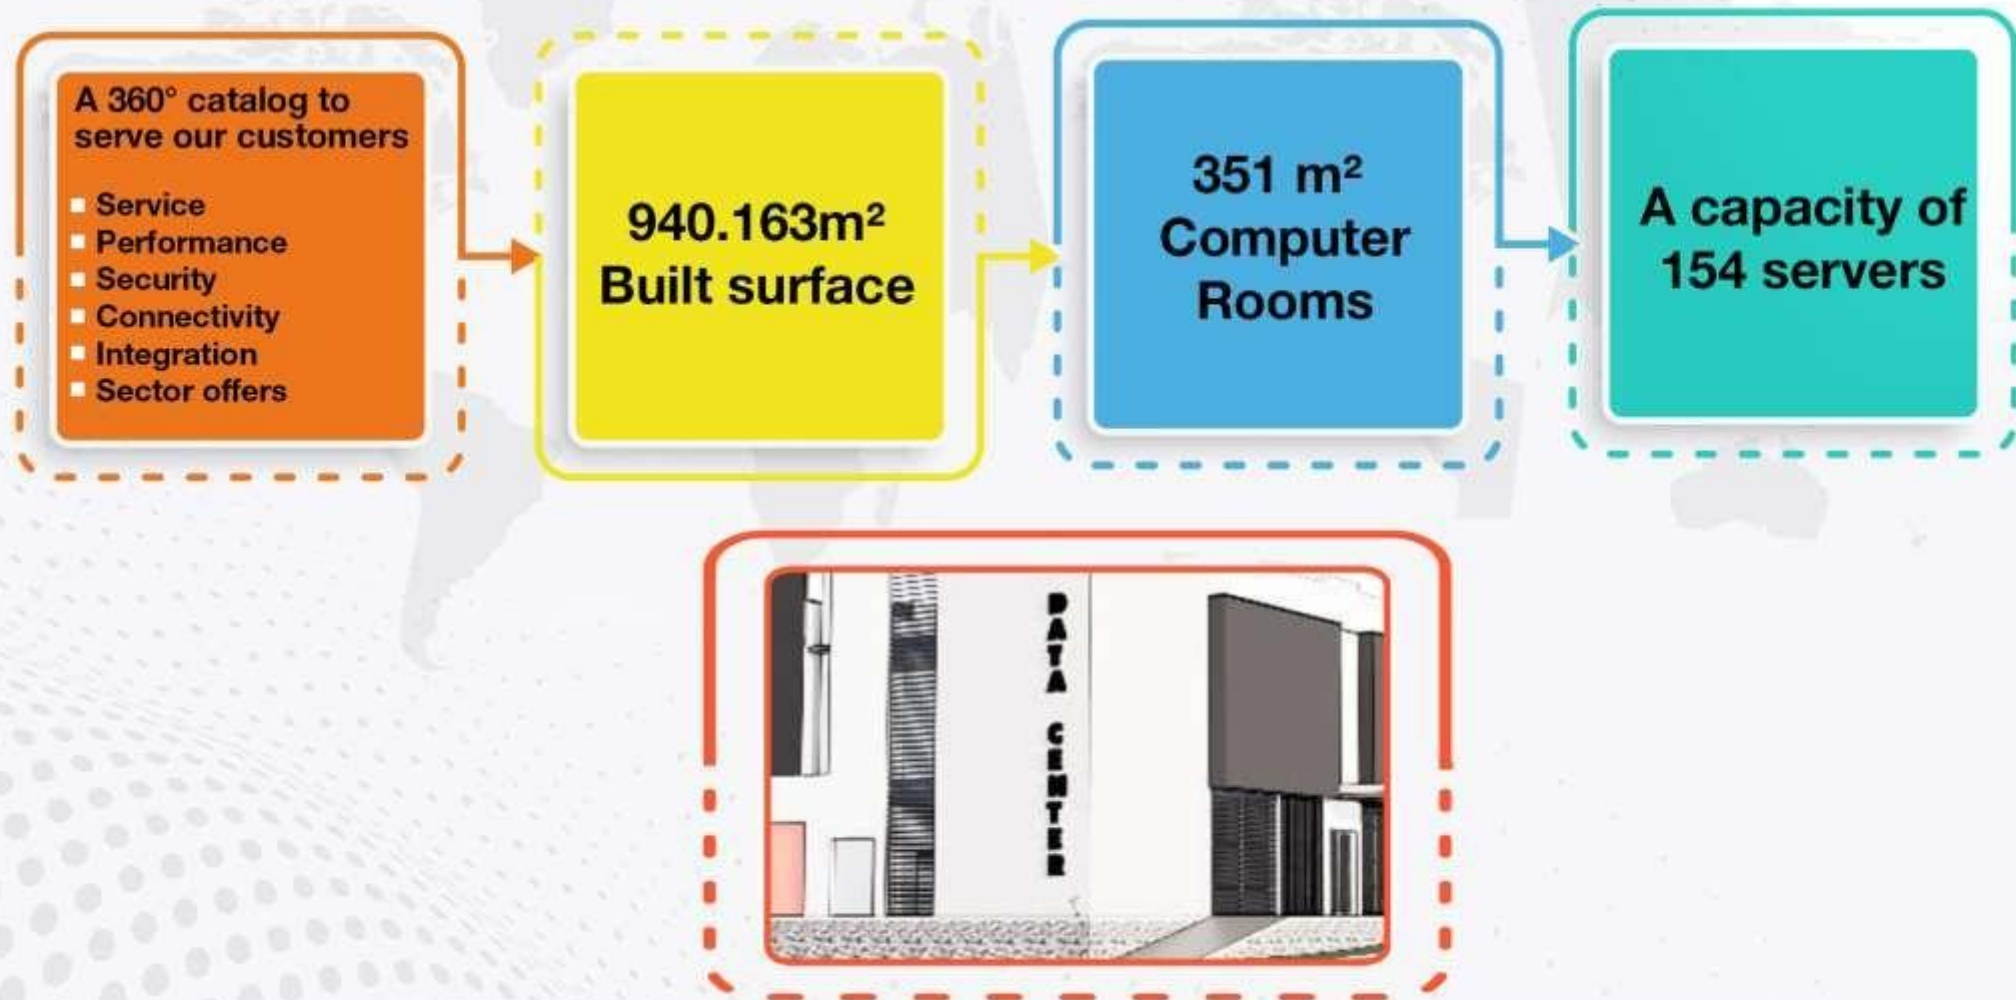 A 360° catalog to
serve our customers
Service
Performance
Security
Connectivity
Integration
Sector offers
940.163m²
Built surface
351 m²
Computer
Rooms
A capacity of
154 servers
DATA CENTER